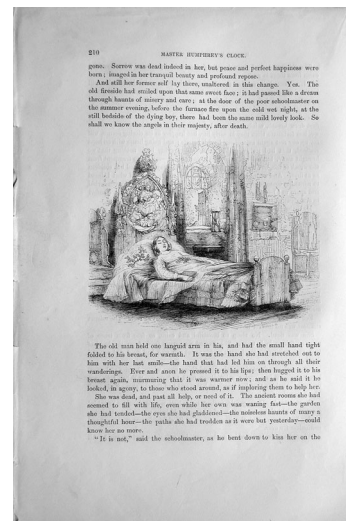 210
MASTER HUMPHREY'S CLOCK.
gone. Sorrow was dead indeed in her, but peace and perfect happiness were
born; imaged in her tranquil beauty and profound repose.
And still her former self lay there, unaltered in this change. Yes. The
old fireside had smiled upon that same sweet face; it had passed like a dream
through haunts of misery and care; at the door of the poor schoolmaster on
the summer evening, before the furnace fire upon the cold wet night, at the
still bedside of the dying boy, there had been the same mild lovely look. So
shall we know the angels in their majesty, after death.
The old man held one languid arm in his, and had the small hand tight
folded to his breast, for warmth. It was the hand she had stretched out to
him with her last smile—the hand that had led him on through all their
wanderings. Ever and anon he pressed it to his lips; then hugged it to his
breast again, murmuring that it was warmer now; and as he said it he
looked, in agony, to those who stood around, as if imploring them to help her.
She was dead, and past all help, or need of it. The ancient rooms she had
seemed to fill with life, even while her own was waning fast—the garden
she had tended—the eyes she had gladdened—the noiseless haunts of many a
thoughtful hour—the paths she had trodden as it were but yesterday—could
know her no more.
"It is not," said the schoolmaster, as he bent down to kiss her on the